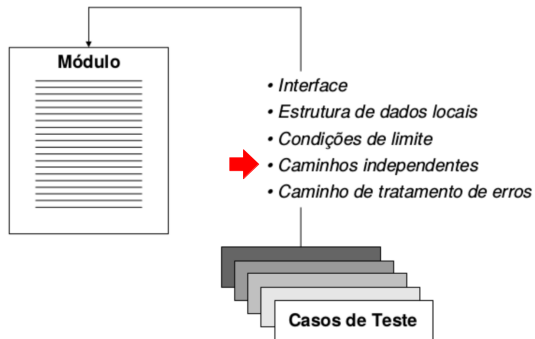 Módulo
• Interface
• Estrutura de dados locais
• Condições de limite
• Caminhos independentes
• Caminho de tratamento de erros
Casos de Teste